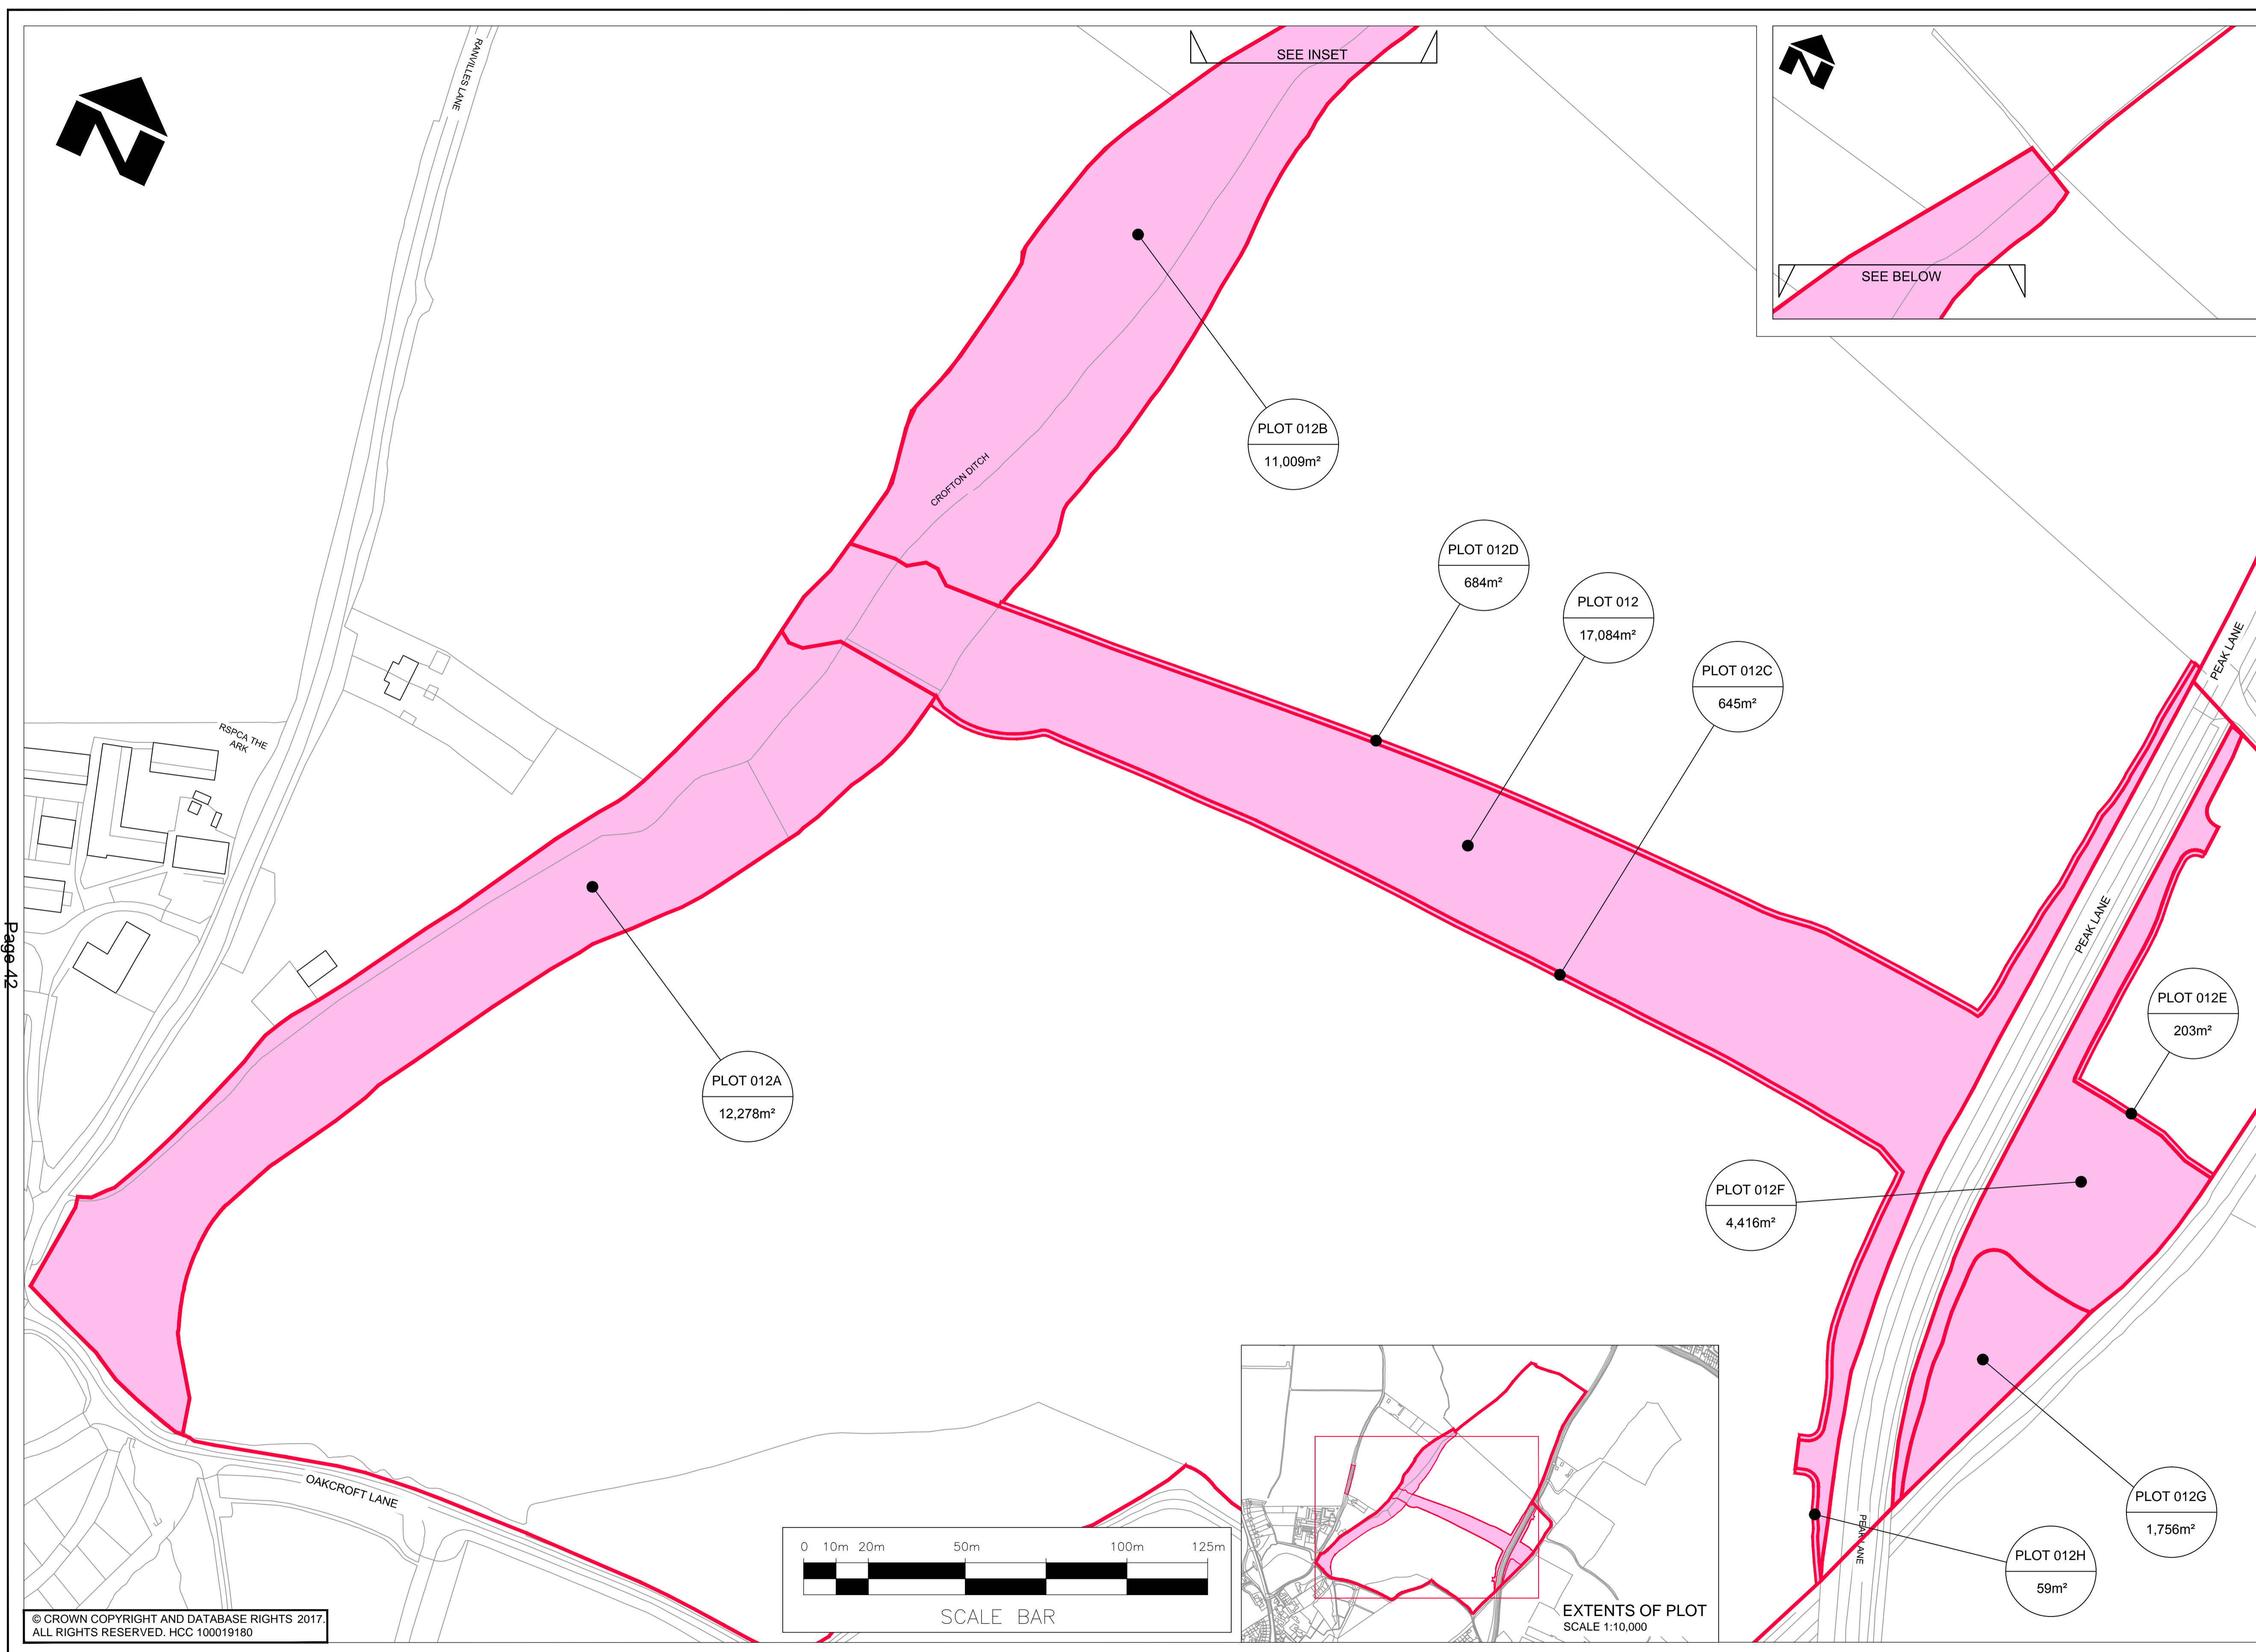 RANVILLES LANE
SEE INSET
SEE BELOW
PLOT 012B
11,009m²
CROFTON DITCH
PLOT 012D
684m²
PLOT 012
17,084m²
PLOT 012C
645m²
PEAK LANE
RSPCA THE
ARK
PEAK LANE
PLOT 012E
203m²
Page 42
PLOT 012A
12,278m²
PLOT 012F
4,416m²
OAKCROFT LANE
PLOT 012G
1,756m²
PEAK LANE
PLOT 012H
59m²
0 10m 20m 50m 100m 125m
SCALE BAR
EXTENTS OF PLOT
SCALE 1:10,000
© CROWN COPYRIGHT AND DATABASE RIGHTS 2017.
ALL RIGHTS RESERVED. HCC 100019180